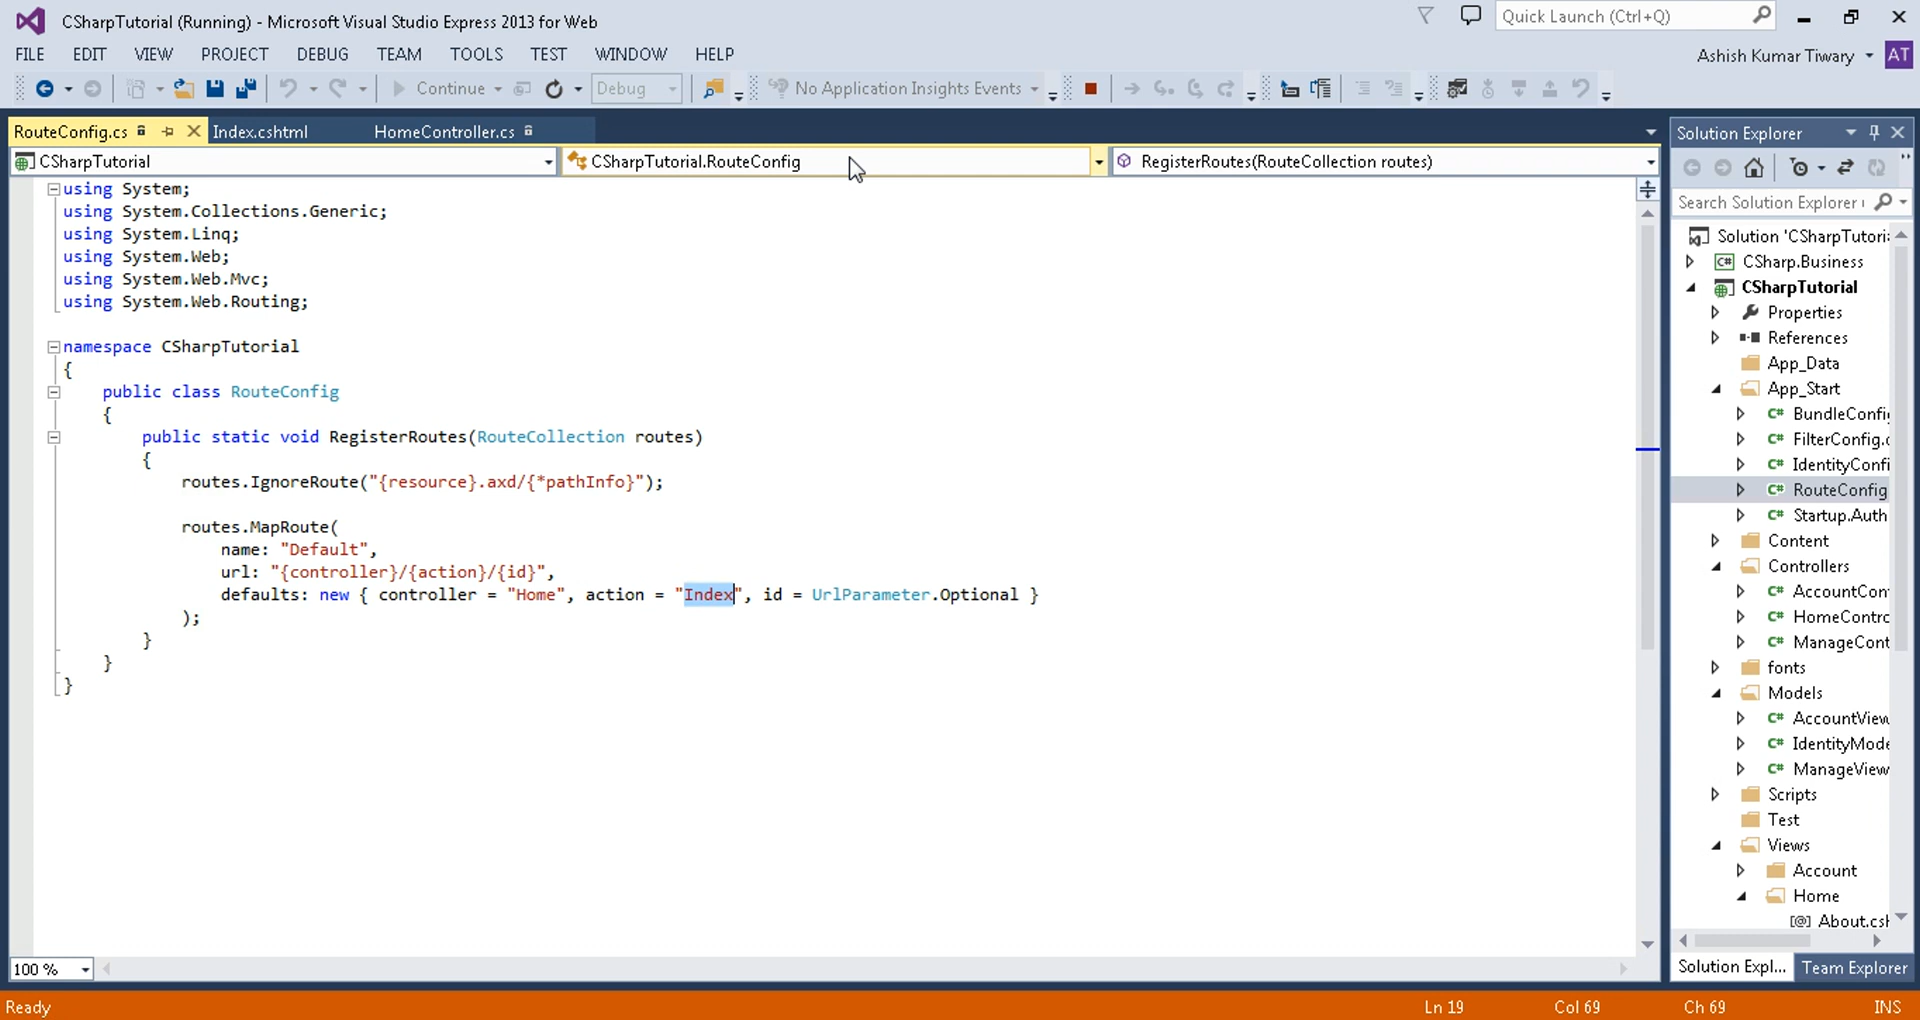 CSharpTutorial (Running) - Microsoft Visual Studio Express 2013 for Web
Quick Launch (Ctrl+Q)
FILE EDIT VIEW PROJECT DEBUG TEAM TOOLS TEST WINDOW HELP
Ashish Kumar Tiwary AT
Continue Debug No Application Insights Events
RouteConfig.cs Index.cshtml HomeController.cs
CSharpTutorial CSharpTutorial.RouteConfig RegisterRoutes(RouteCollection routes)
using System;
using System.Collections.Generic;
using System.Linq;
using System.Web;
using System.Web.Mvc;
using System.Web.Routing;
namespace CSharpTutorial
{
public class RouteConfig
{
public static void RegisterRoutes(RouteCollection routes)
{
routes.IgnoreRoute("{resource}.axd/{*pathInfo}");
routes.MapRoute(
name: "Default",
url: "{controller}/{action}/{id}",
defaults: new { controller = "Home", action = "Index", id = UrlParameter.Optional }
);
}
}
}
100 %
Solution Explorer
Search Solution Explorer (
Solution 'CSharpTutori
C# CSharp.Business
CSharpTutorial
Properties
References
App_Data
App_Start
C# BundleConfi
C# FilterConfig.c
C# IdentityConfi
C# RouteConfig
C# Startup.Auth
Content
Controllers
C# AccountCon
C# HomeContro
C# ManageCont
fonts
Models
C# AccountView
C# IdentityMode
C# ManageView
Scripts
Test
Views
Account
Home
[@] About.csh
Solution Expl... Team Explorer
Ready Ln 19 Col 69 Ch 69 INS